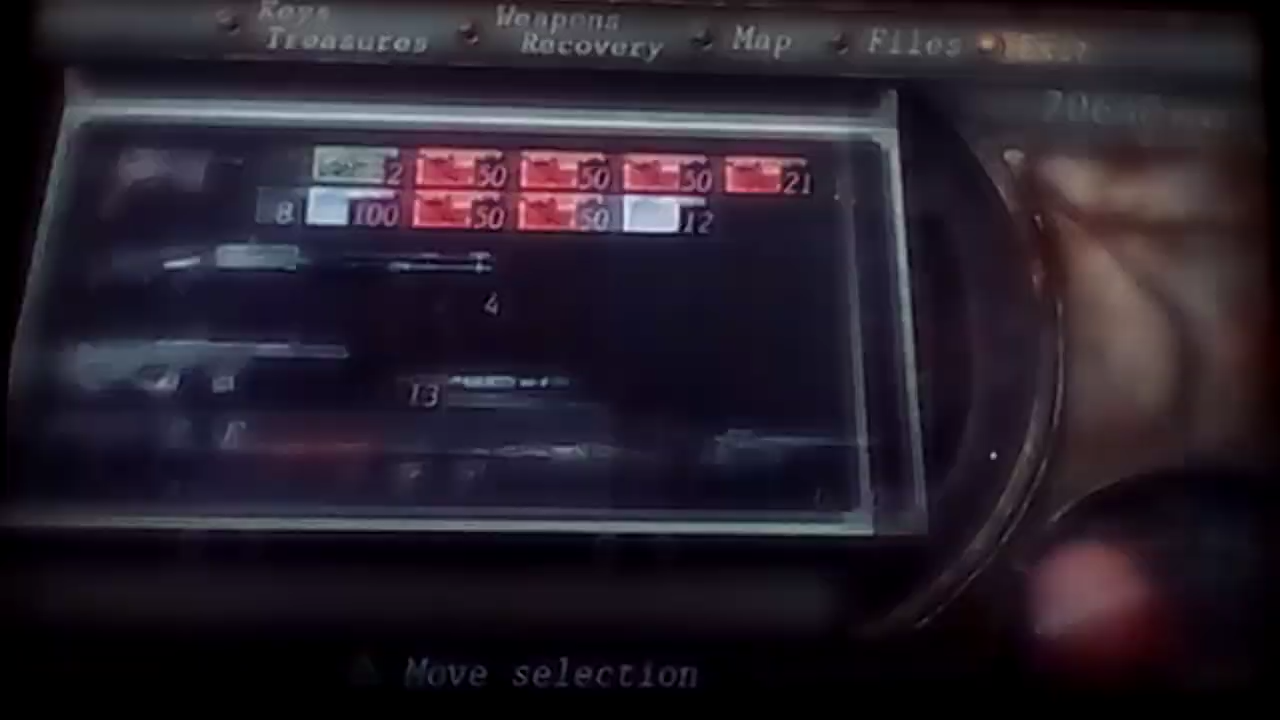 Keys
Treasures
Weapons
Recovery
Map
Files
Exit
2 50 50 50 21
8 100 50 50 12
4
13
Move selection